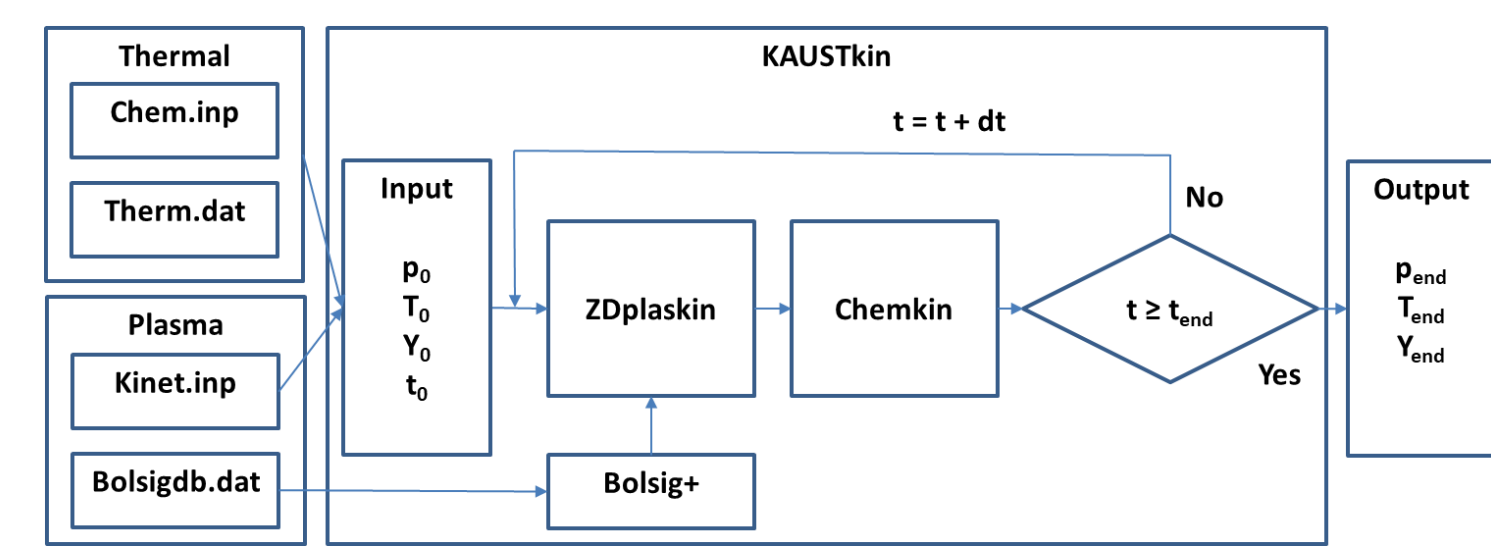 Thermal
Chem.inp
Therm.dat
Plasma
Kinet.inp
Bolsigdb.dat
KAUSTkin
t = t + dt
Input
p₀
T₀
Y₀
t₀
ZDplaskin
Chemkin
Bolsig+
t ≥ tₑₙd
No
Yes
Output
pₑₙd
Tₑₙd
Yₑₙd